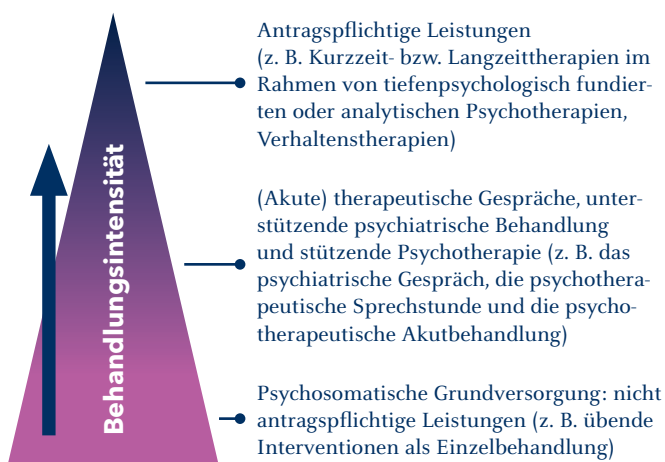 Antragspflichtige Leistungen
(z. B. Kurzzeit- bzw. Langzeittherapien im
Rahmen von tiefenpsychologisch fundier-
ten oder analytischen Psychotherapien,
Verhaltenstherapien)
(Akute) therapeutische Gespräche, unter-
stützende psychiatrische Behandlung
und stützende Psychotherapie (z. B. das
psychiatrische Gespräch, die psychothera-
peutische Sprechstunde und die psycho-
therapeutische Akutbehandlung)
Psychosomatische Grundversorgung: nicht
antragspflichtige Leistungen (z. B. übende
Interventionen als Einzelbehandlung)
Behandlungsintensität